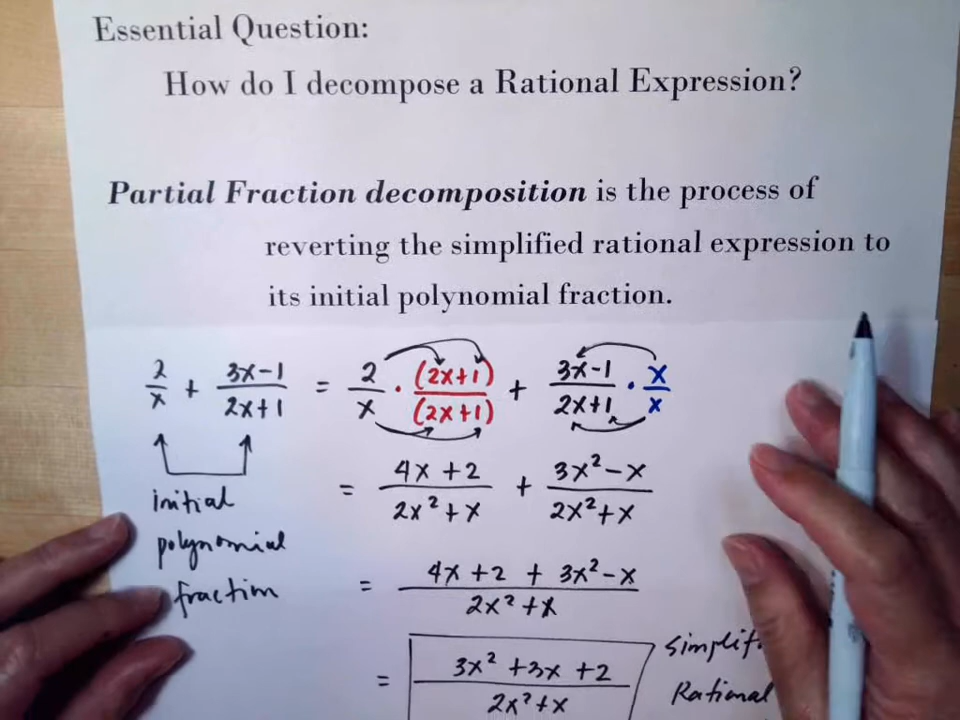 Essential Question:
How do I decompose a Rational Expression?
Partial Fraction decomposition is the process of
reverting the simplified rational expression to
its initial polynomial fraction.
2/x + (3x-1)/(2x+1) = 2/x · (2x+1)/(2x+1) + (3x-1)/(2x+1) · x/x
initial
polynomial
fraction
= (4x+2)/(2x²+x) + (3x²-x)/(2x²+x)
= (4x+2 + 3x²-x)/(2x²+x)
= (3x²+3x+2)/(2x²+x)
Rational